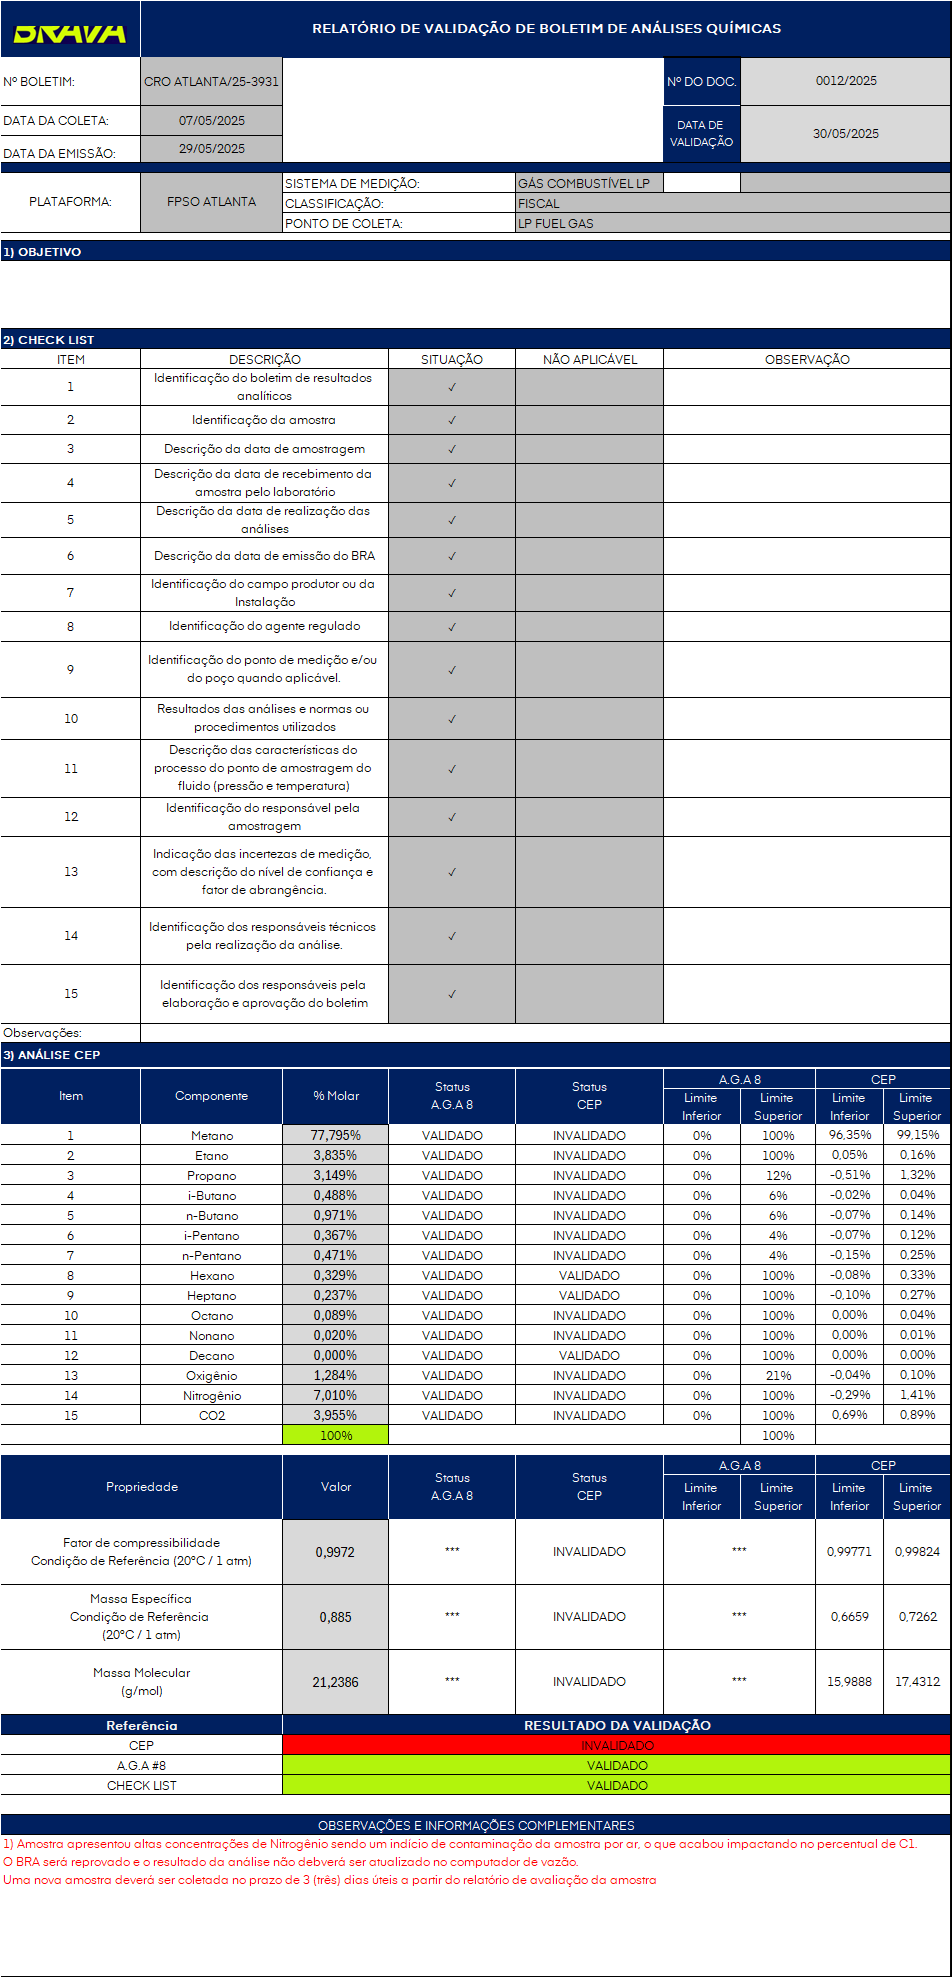 BRAVA
RELATÓRIO DE VALIDAÇÃO DE BOLETIM DE ANÁLISES QUÍMICAS
Nº BOLETIM: CRO ATLANTA/25-3931 Nº DO DOC. 0012/2025
DATA DA COLETA: 07/05/2025 DATA DE VALIDAÇÃO 30/05/2025
DATA DA EMISSÃO: 29/05/2025
PLATAFORMA: FPSO ATLANTA
SISTEMA DE MEDIÇÃO: GÁS COMBUSTÍVEL LP
CLASSIFICAÇÃO: FISCAL
PONTO DE COLETA: LP FUEL GAS
1) OBJETIVO
2) CHECK LIST
ITEM DESCRIÇÃO SITUAÇÃO NÃO APLICÁVEL OBSERVAÇÃO
1 Identificação do boletim de resultados analíticos ✓
2 Identificação da amostra ✓
3 Descrição da data de amostragem ✓
4 Descrição da data de recebimento da amostra pelo laboratório ✓
5 Descrição da data de realização das análises ✓
6 Descrição da data de emissão do BRA ✓
7 Identificação do campo produtor ou da Instalação ✓
8 Identificação do agente regulado ✓
9 Identificação do ponto de medição e/ou do poço quando aplicável. ✓
10 Resultados das análises e normas ou procedimentos utilizados ✓
11 Descrição das características do processo do ponto de amostragem do fluido (pressão e temperatura) ✓
12 Identificação do responsável pela amostragem ✓
13 Indicação das incertezas de medição, com descrição do nível de confiança e fator de abrangência. ✓
14 Identificação dos responsáveis técnicos pela realização da análise. ✓
15 Identificação dos responsáveis pela elaboração e aprovação do boletim ✓
Observações:
3) ANÁLISE CEP
Item Componente % Molar Status A.G.A 8 Status CEP A.G.A 8 CEP
Limite Inferior Limite Superior Limite Inferior Limite Superior
1 Metano 77,795% VALIDADO INVALIDADO 0% 100% 96,35% 99,15%
2 Etano 3,835% VALIDADO INVALIDADO 0% 100% 0,05% 0,16%
3 Propano 3,149% VALIDADO INVALIDADO 0% 12% -0,51% 1,32%
4 i-Butano 0,488% VALIDADO INVALIDADO 0% 6% -0,02% 0,04%
5 n-Butano 0,971% VALIDADO INVALIDADO 0% 6% -0,07% 0,14%
6 i-Pentano 0,367% VALIDADO INVALIDADO 0% 4% -0,07% 0,12%
7 n-Pentano 0,471% VALIDADO INVALIDADO 0% 4% -0,15% 0,25%
8 Hexano 0,329% VALIDADO VALIDADO 0% 100% -0,08% 0,33%
9 Heptano 0,237% VALIDADO VALIDADO 0% 100% -0,10% 0,27%
10 Octano 0,089% VALIDADO INVALIDADO 0% 100% 0,00% 0,04%
11 Nonano 0,020% VALIDADO INVALIDADO 0% 100% 0,00% 0,01%
12 Decano 0,000% VALIDADO VALIDADO 0% 100% 0,00% 0,00%
13 Oxigênio 1,284% VALIDADO INVALIDADO 0% 21% -0,04% 0,10%
14 Nitrogênio 7,010% VALIDADO INVALIDADO 0% 100% -0,29% 1,41%
15 CO2 3,955% VALIDADO INVALIDADO 0% 100% 0,69% 0,89%
100% 100%
Propriedade Valor Status A.G.A 8 Status CEP A.G.A 8 CEP
Limite Inferior Limite Superior Limite Inferior Limite Superior
Fator de compressibilidade Condição de Referência (20ºC / 1 atm) 0,9972 *** INVALIDADO *** 0,99771 0,99824
Massa Específica Condição de Referência (20ºC / 1 atm) 0,885 *** INVALIDADO *** 0,6659 0,7262
Massa Molecular (g/mol) 21,2386 *** INVALIDADO *** 15,9888 17,4312
Referência RESULTADO DA VALIDAÇÃO
CEP INVALIDADO
A.G.A #8 VALIDADO
CHECK LIST VALIDADO
OBSERVAÇÕES E INFORMAÇÕES COMPLEMENTARES
1) Amostra apresentou altas concentrações de Nitrogênio sendo um indício de contaminação da amostra por ar, o que acabou impactando no percentual de C1.
O BRA será reprovado e o resultado da análise não debverá ser atualizado no computador de vazão.
Uma nova amostra deverá ser coletada no prazo de 3 (três) dias úteis a partir do relatório de avaliação da amostra